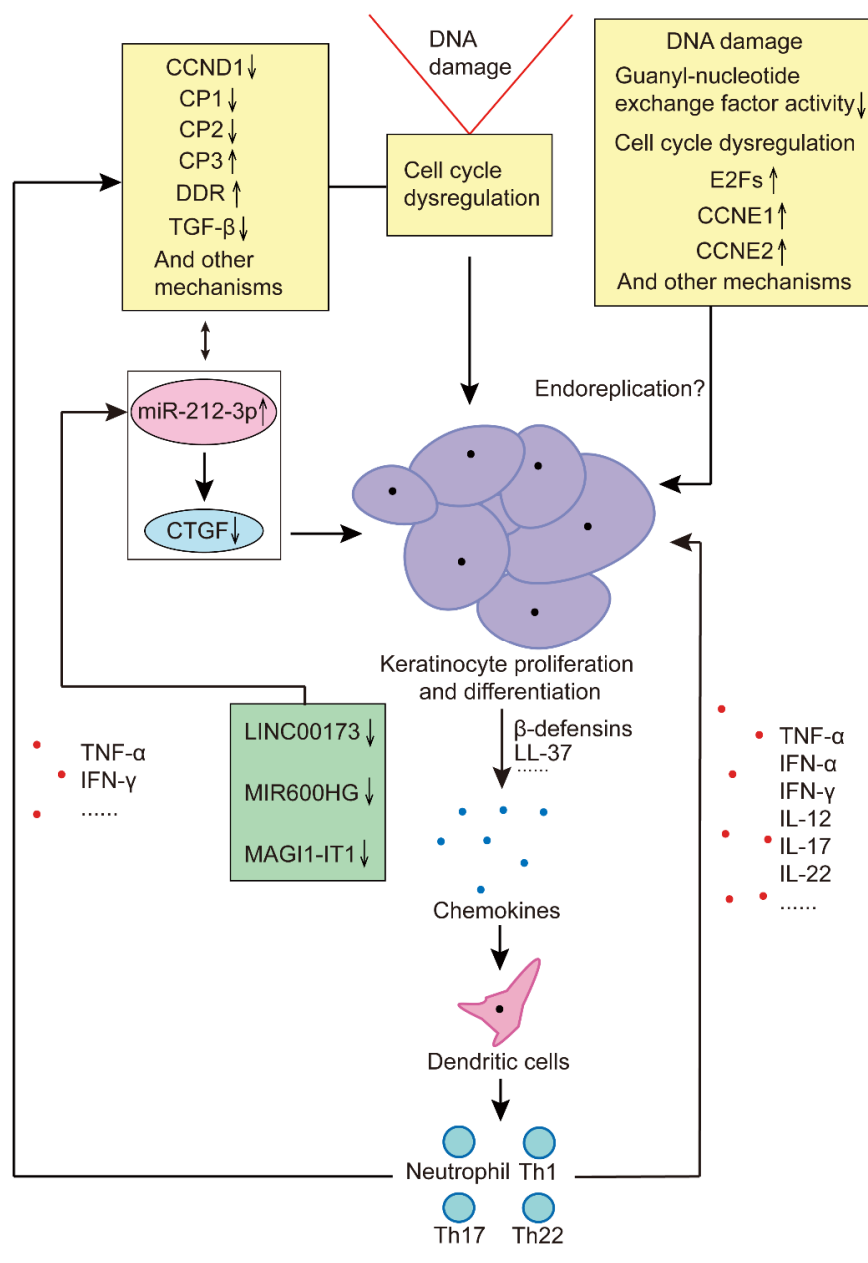 CCND1↓
CP1↓
CP2↓
CP3↑
DDR↑
TGF-β↓
And other
mechanisms
DNA
damage
Cell cycle
dysregulation
DNA damage
Guanyl-nucleotide
exchange factor activity↓
Cell cycle dysregulation
E2Fs↑
CCNE1↑
CCNE2↑
And other mechanisms
Endoreplication?
miR-212-3p↑
CTGF↓
Keratinocyte proliferation
and differentiation
LINC00173↓
MIR600HG↓
MAGI1-IT1↓
TNF-α
IFN-γ
......
β-defensins
LL-37
......
Chemokines
TNF-α
IFN-α
IFN-γ
IL-12
IL-17
IL-22
......
Dendritic cells
Neutrophil Th1
Th17 Th22